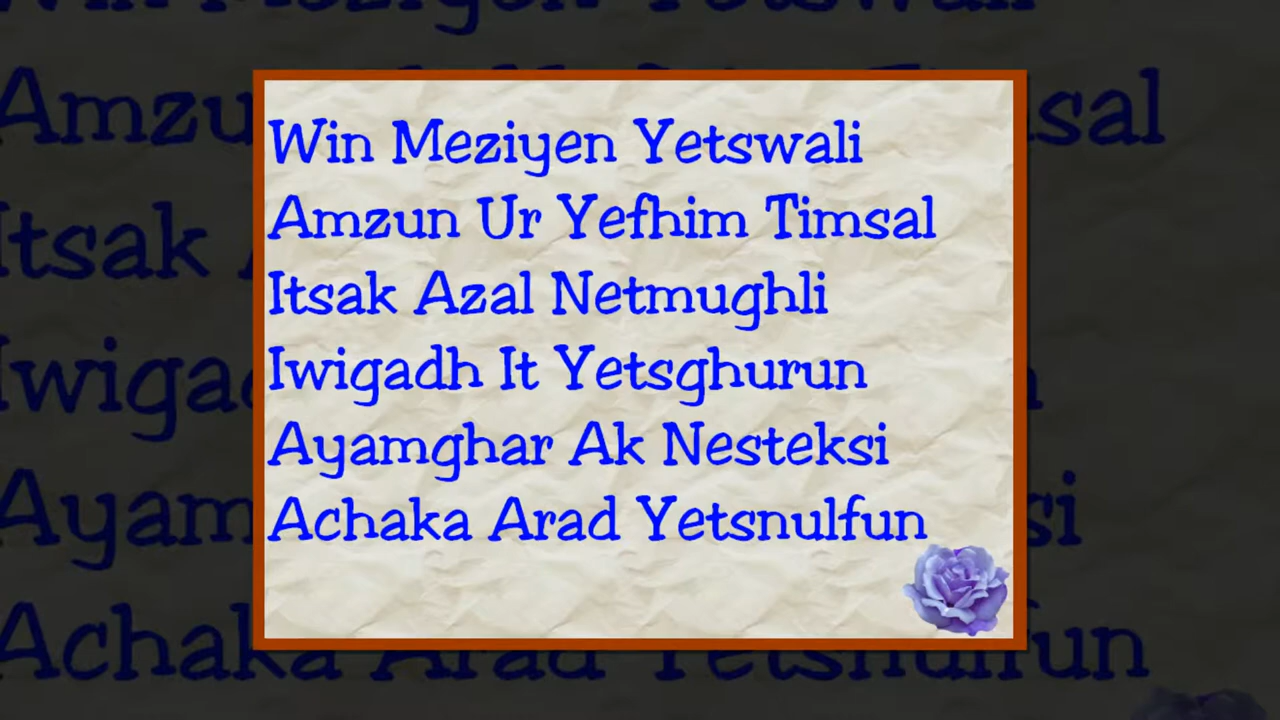 Win Meziyen Yetswali
Amzun Ur Yefhim Timsal
Itsak Azal Netmughli
Iwigadh It Yetsghurun
Ayamghar Ak Nesteksi
Achaka Arad Yetsnulfun